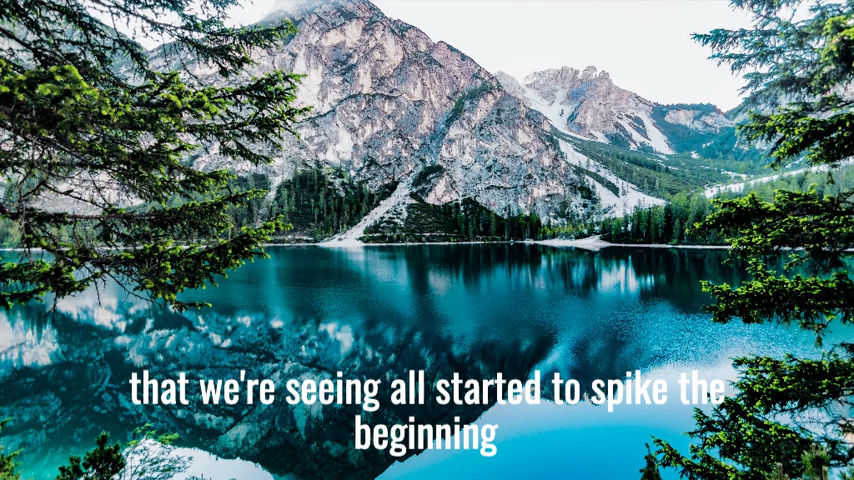 that we're seeing all started to spike the
beginning